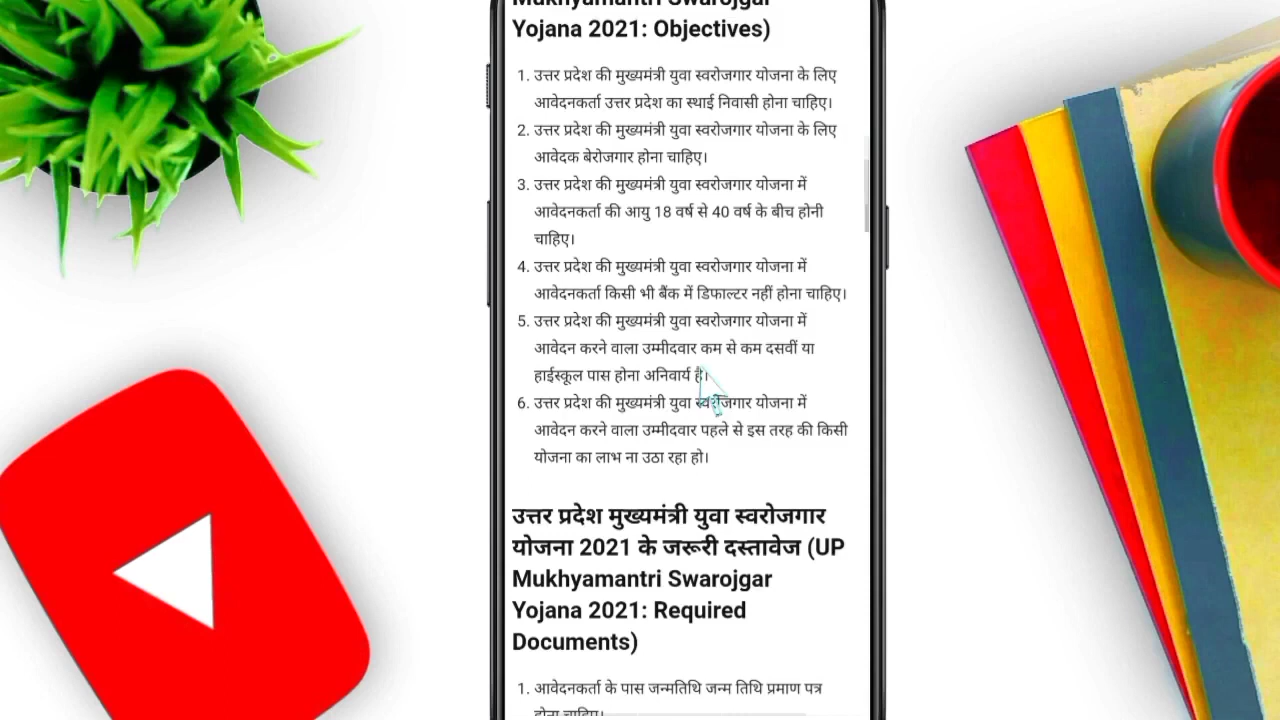 Mukhyamantri Swarojgar
Yojana 2021: Objectives)
1. उत्तर प्रदेश की मुख्यमंत्री युवा स्वरोजगार योजना के लिए
आवेदनकर्ता उत्तर प्रदेश का स्थाई निवासी होना चाहिए।
2. उत्तर प्रदेश की मुख्यमंत्री युवा स्वरोजगार योजना के लिए
आवेदक बेरोजगार होना चाहिए।
3. उत्तर प्रदेश की मुख्यमंत्री युवा स्वरोजगार योजना में
आवेदनकर्ता की आयु 18 वर्ष से 40 वर्ष के बीच होनी
चाहिए।
4. उत्तर प्रदेश की मुख्यमंत्री युवा स्वरोजगार योजना में
आवेदनकर्ता किसी भी बैंक में डिफाल्टर नहीं होना चाहिए।
5. उत्तर प्रदेश की मुख्यमंत्री युवा स्वरोजगार योजना में
आवेदन करने वाला उम्मीदवार कम से कम दसवीं या
हाईस्कूल पास होना अनिवार्य है।
6. उत्तर प्रदेश की मुख्यमंत्री युवा स्वरोजगार योजना में
आवेदन करने वाला उम्मीदवार पहले से इस तरह की किसी
योजना का लाभ ना उठा रहा हो।
उत्तर प्रदेश मुख्यमंत्री युवा स्वरोजगार
योजना 2021 के जरूरी दस्तावेज (UP
Mukhyamantri Swarojgar
Yojana 2021: Required
Documents)
1. आवेदनकर्ता के पास जन्मतिथि जन्म तिथि प्रमाण पत्र
होना चाहिए।